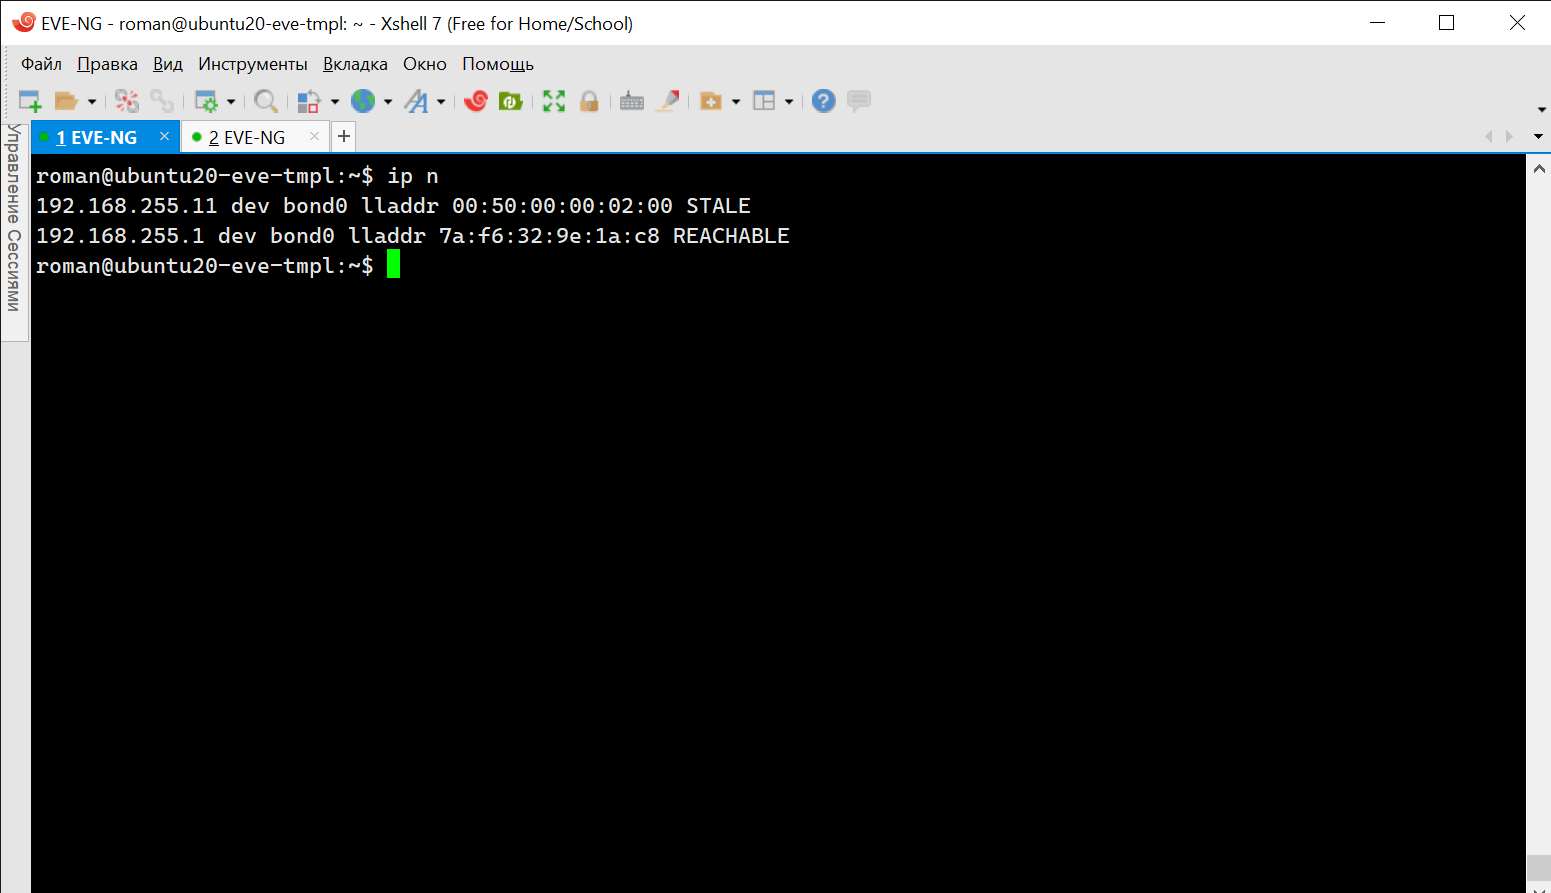 EVE-NG - roman@ubuntu20-eve-tmpl: ~ - Xshell 7 (Free for Home/School)
Файл Правка Вид Инструменты Вкладка Окно Помощь
1 EVE-NG × 2 EVE-NG × +
Управление Сессиями
roman@ubuntu20-eve-tmpl:~$ ip n
192.168.255.11 dev bond0 lladdr 00:50:00:00:02:00 STALE
192.168.255.1 dev bond0 lladdr 7a:f6:32:9e:1a:c8 REACHABLE
roman@ubuntu20-eve-tmpl:~$